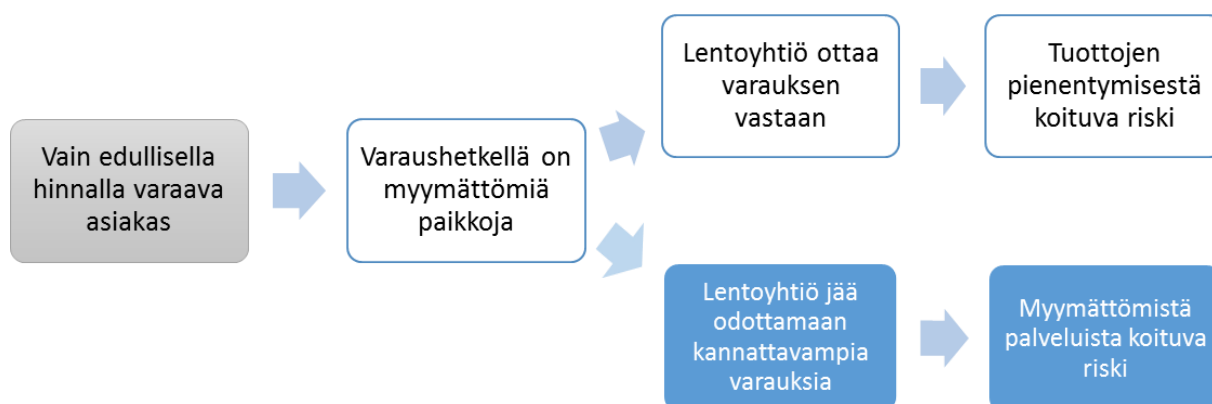 Vain edullisella
hinnalla varaava
asiakas
Varaushetkellä on
myymättömiä
paikkoja
Lentoyhtiö ottaa
varauksen
vastaan
Tuottojen
pienentymisestä
koituva riski
Lentoyhtiö jää
odottamaan
kannattavampia
varauksia
Myymättömistä
palveluista koituva
riski